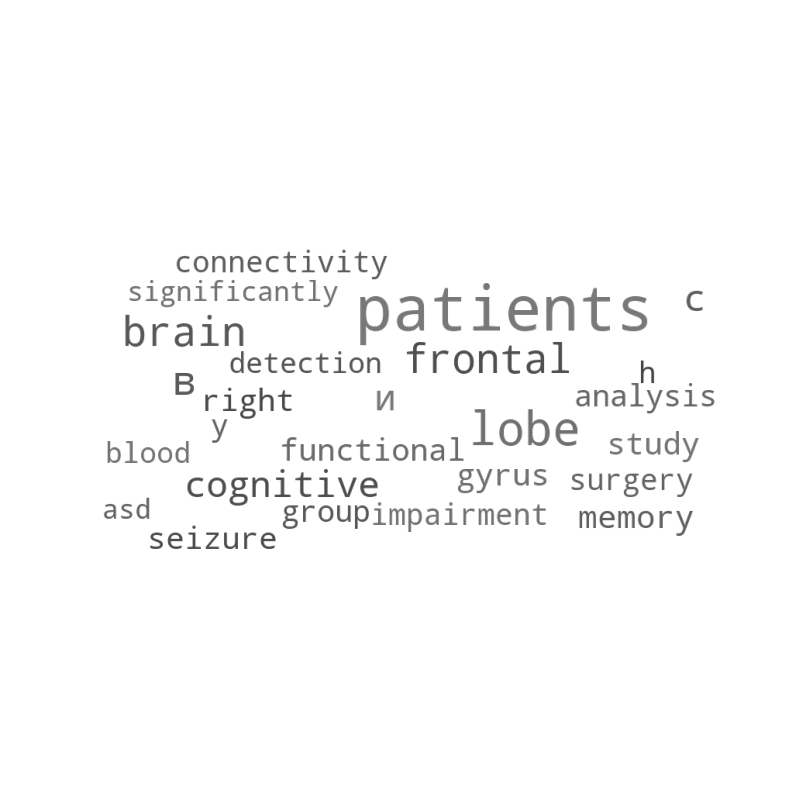 connectivity
significantly
patients с
brain
detection frontal
в h
right и analysis
у
blood functional lobe study
cognitive gyrus surgery
asd group impairment memory
seizure